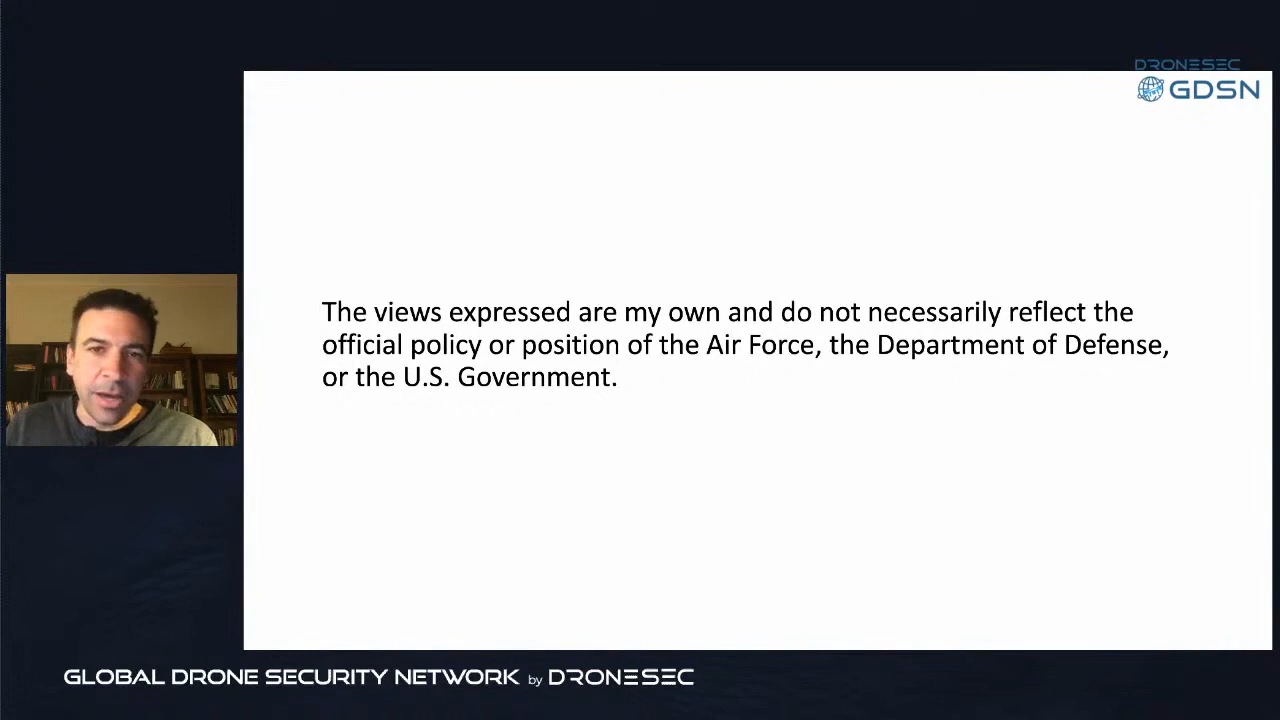 DRONESEC
GDSN
The views expressed are my own and do not necessarily reflect the
official policy or position of the Air Force, the Department of Defense,
or the U.S. Government.
GLOBAL DRONE SECURITY NETWORK by DRONESEC